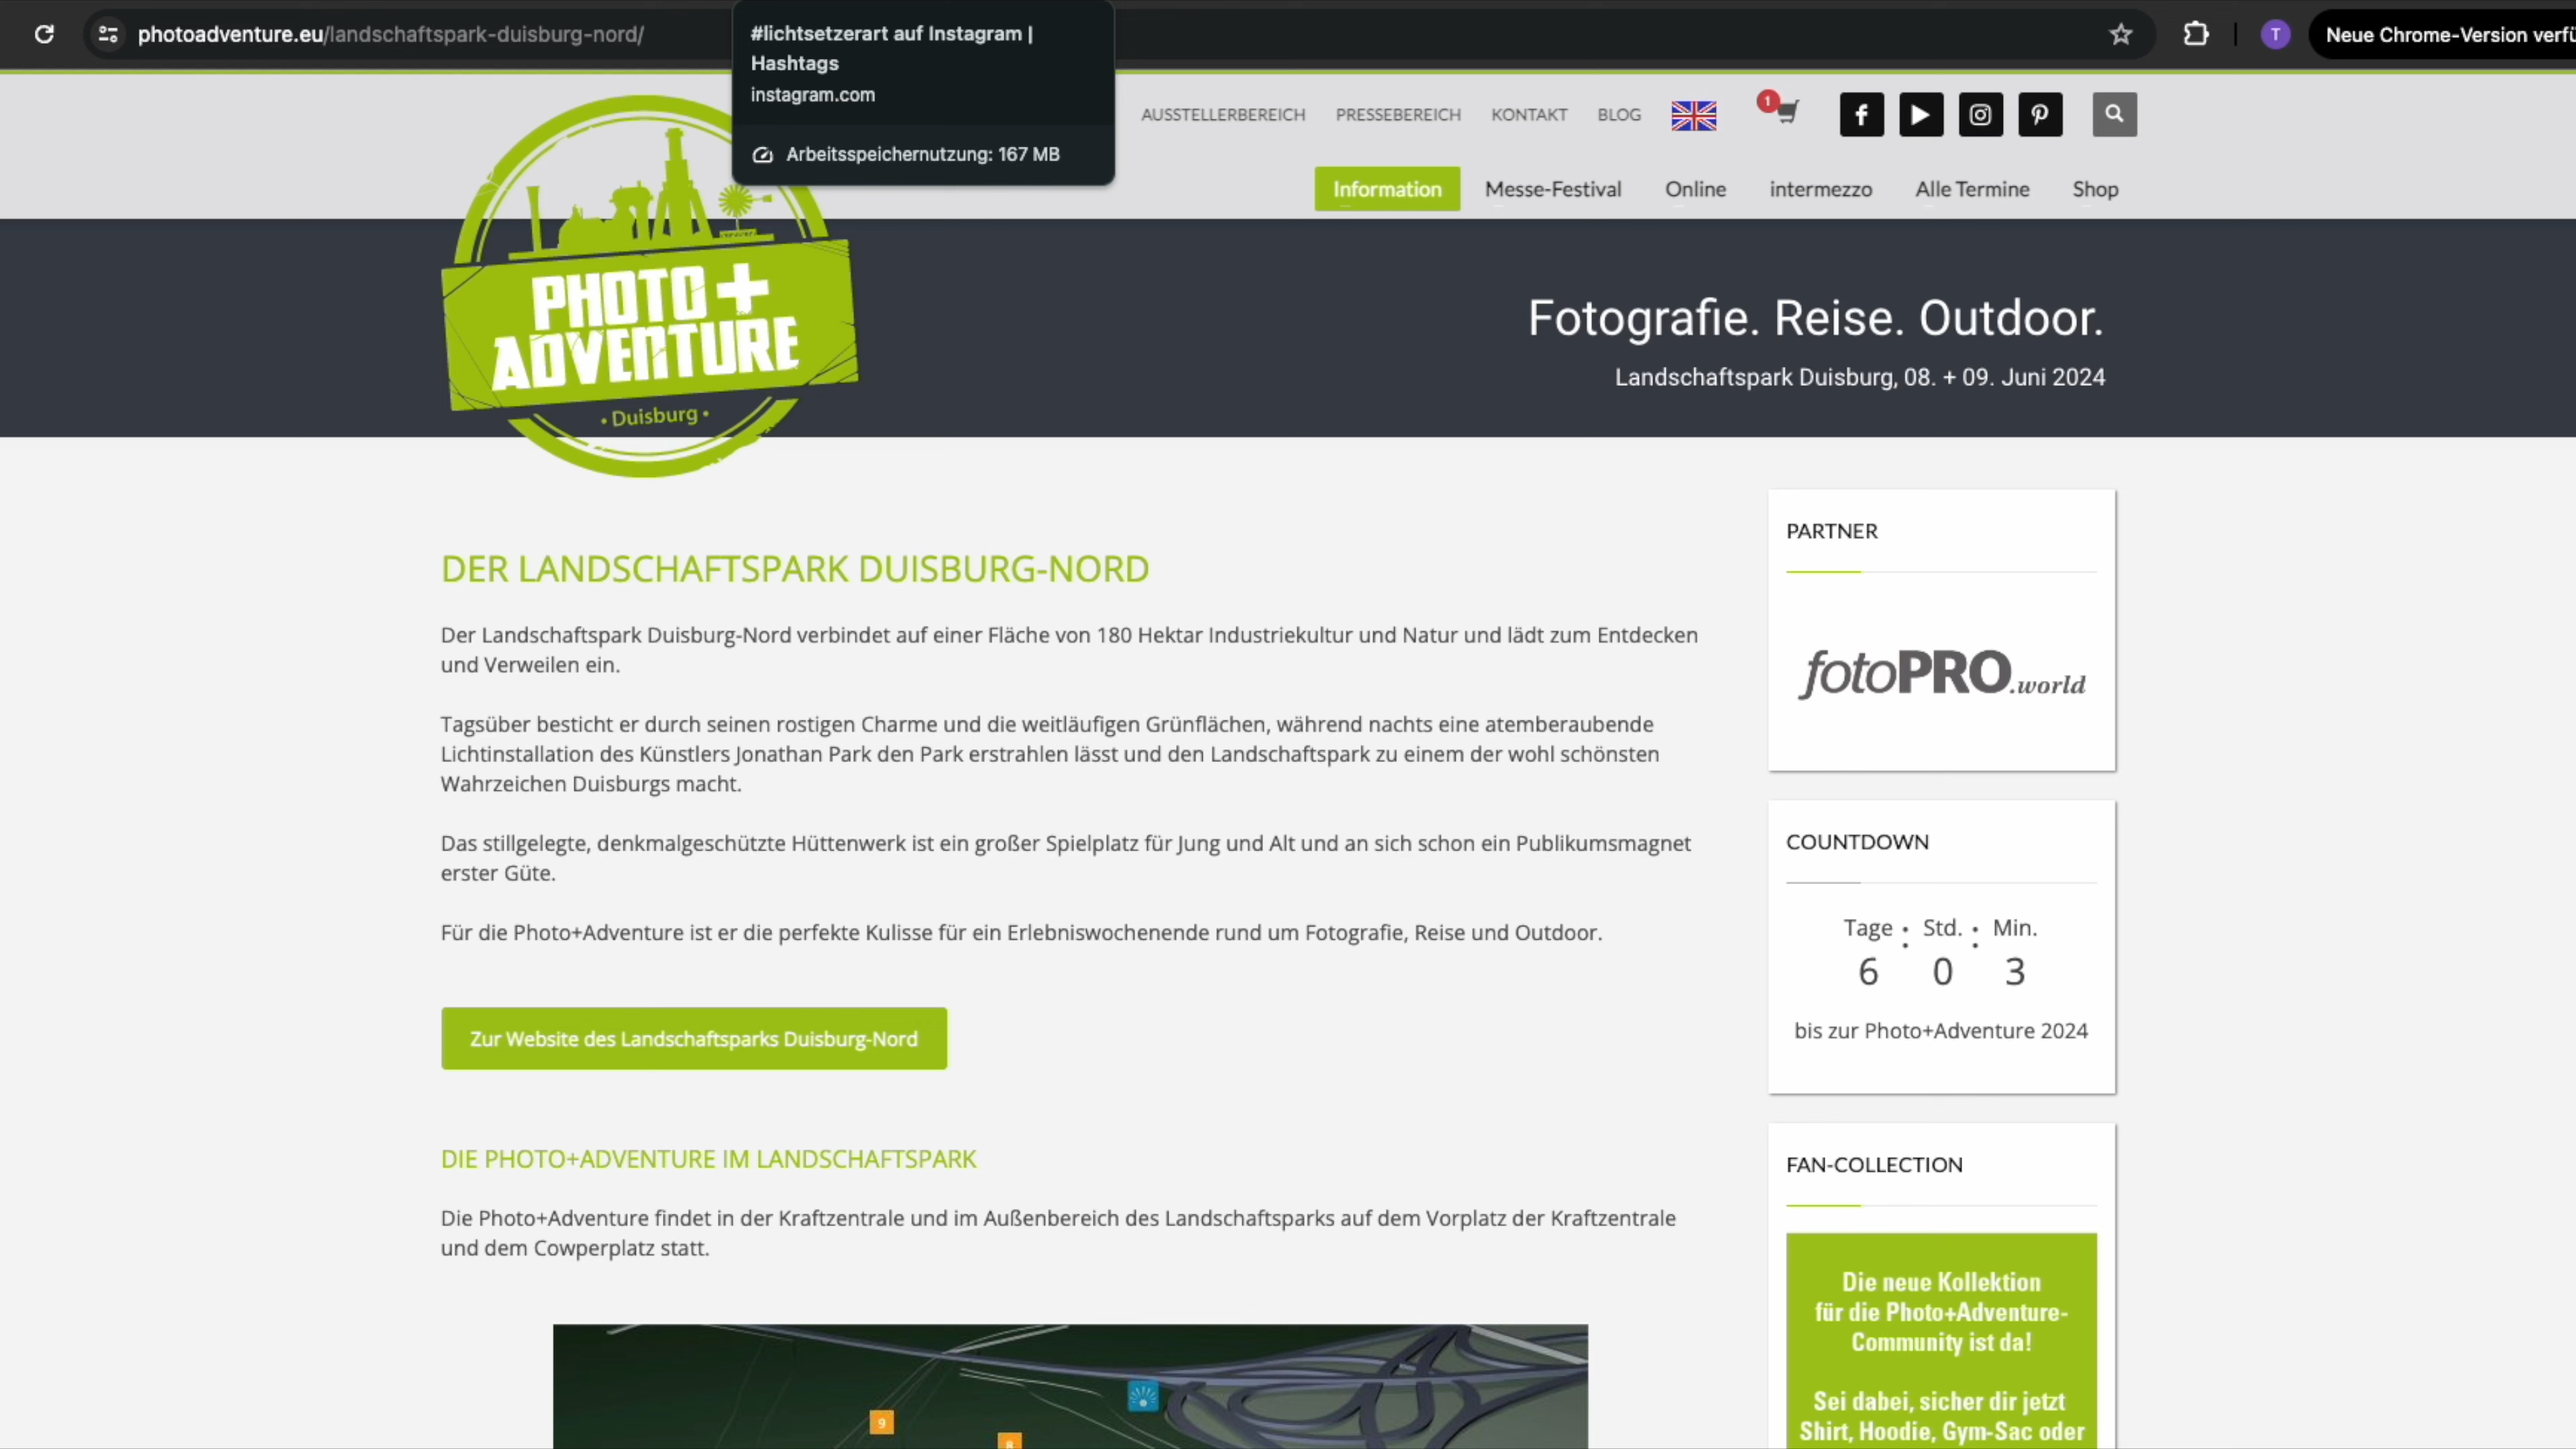 photoadventure.eu/landschaftspark-duisburg-nord/
T
Neue Chrome-Version
#lichtsetzerart auf Instagram |
Hashtags
instagram.com
Arbeitsspeichernutzung: 167 MB
AUSSTELLERBEREICH PRESSEBEREICH KONTAKT BLOG
1
Information Messe-Festival Online intermezzo Alle Termine Shop
PHOTO+
ADVENTURE
• Duisburg •
Fotografie. Reise. Outdoor.
Landschaftspark Duisburg, 08. + 09. Juni 2024
DER LANDSCHAFTSPARK DUISBURG-NORD
Der Landschaftspark Duisburg-Nord verbindet auf einer Fläche von 180 Hektar Industriekultur und Natur und lädt zum Entdecken
und Verweilen ein.
Tagsüber besticht er durch seinen rostigen Charme und die weitläufigen Grünflächen, während nachts eine atemberaubende
Lichtinstallation des Künstlers Jonathan Park den Park erstrahlen lässt und den Landschaftspark zu einem der wohl schönsten
Wahrzeichen Duisburgs macht.
Das stillgelegte, denkmalgeschützte Hüttenwerk ist ein großer Spielplatz für Jung und Alt und an sich schon ein Publikumsmagnet
erster Güte.
Für die Photo+Adventure ist er die perfekte Kulisse für ein Erlebniswochenende rund um Fotografie, Reise und Outdoor.
Zur Website des Landschaftsparks Duisburg-Nord
DIE PHOTO+ADVENTURE IM LANDSCHAFTSPARK
Die Photo+Adventure findet in der Kraftzentrale und im Außenbereich des Landschaftsparks auf dem Vorplatz der Kraftzentrale
und dem Cowperplatz statt.
9
8
PARTNER
fotoPRO.world
COUNTDOWN
Tage : Std. : Min.
6 0 3
bis zur Photo+Adventure 2024
FAN-COLLECTION
Die neue Kollektion
für die Photo+Adventure-
Community ist da!
Sei dabei, sicher dir jetzt
Shirt, Hoodie, Gym-Sac oder